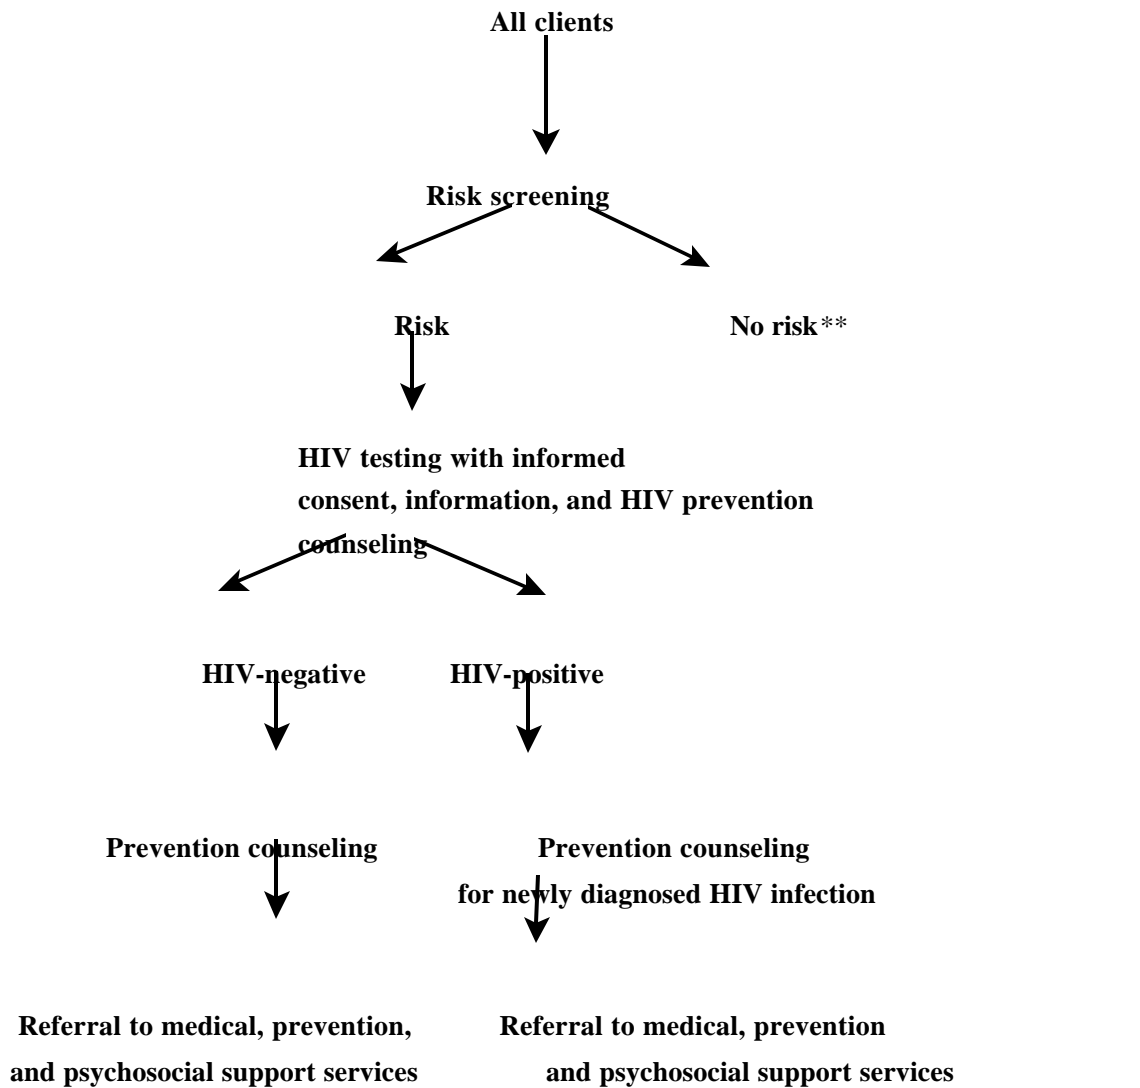 All clients
Risk screening
Risk
No risk**
HIV testing with informed
consent, information, and HIV prevention
counseling
HIV-negative
HIV-positive
Prevention counseling
Prevention counseling
for newly diagnosed HIV infection
Referral to medical, prevention,
and psychosocial support services
Referral to medical, prevention
and psychosocial support services